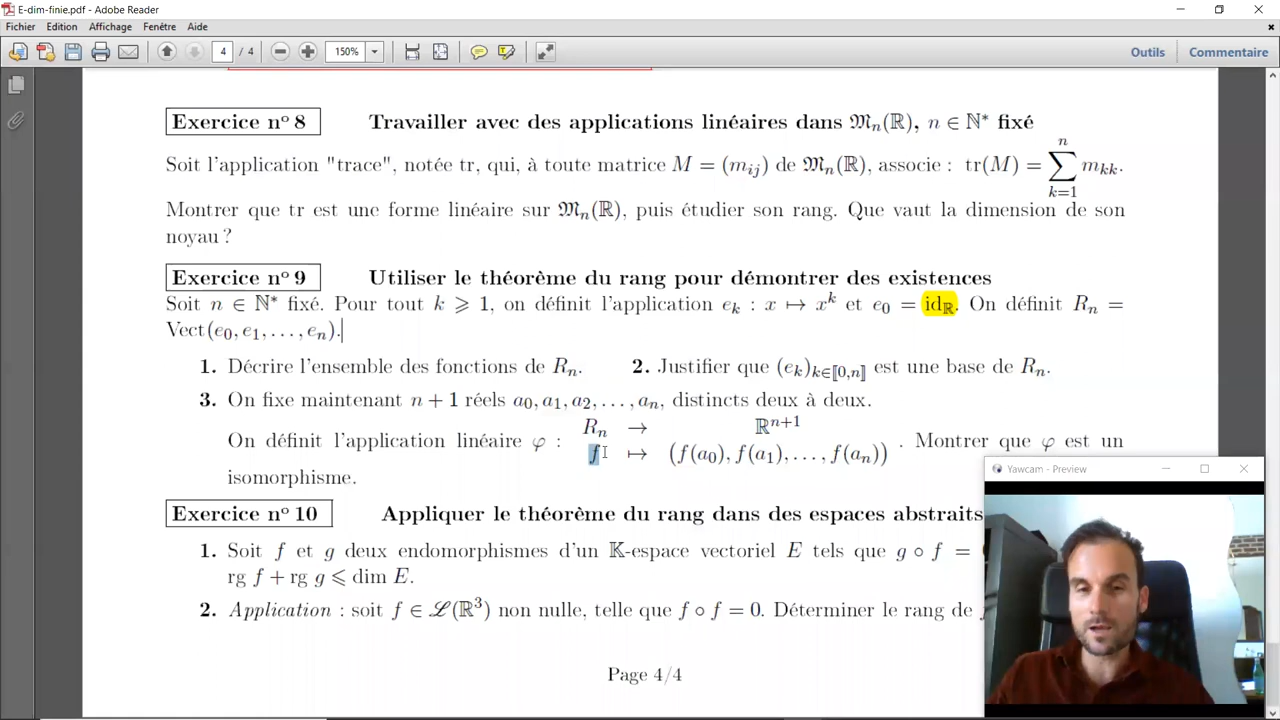 E-dim-finie.pdf - Adobe Reader
Fichier Edition Affichage Fenêtre Aide
4 / 4 150% Outils Commentaire
Exercice nº 8 Travailler avec des applications linéaires dans 𝔐ₙ(ℝ), n ∈ ℕ* fixé
Soit l'application "trace", notée tr, qui, à toute matrice M = (mᵢⱼ) de 𝔐ₙ(ℝ), associe : tr(M) = ∑_{k=1}^{n} m_{kk}.
Montrer que tr est une forme linéaire sur 𝔐ₙ(ℝ), puis étudier son rang. Que vaut la dimension de son
noyau ?
Exercice nº 9 Utiliser le théorème du rang pour démontrer des existences
Soit n ∈ ℕ* fixé. Pour tout k ⩾ 1, on définit l'application eₖ : x ↦ xᵏ et e₀ = id_ℝ. On définit Rₙ =
Vect(e₀, e₁, . . . , eₙ).
1. Décrire l'ensemble des fonctions de Rₙ. 2. Justifier que (eₖ)_{k∈⟦0,n⟧} est une base de Rₙ.
3. On fixe maintenant n + 1 réels a₀, a₁, a₂, . . . , aₙ, distincts deux à deux.
On définit l'application linéaire φ : Rₙ → ℝⁿ⁺¹
f ↦ (f(a₀), f(a₁), . . . , f(aₙ)) . Montrer que φ est un
isomorphisme.
Exercice nº 10 Appliquer le théorème du rang dans des espaces abstraits
1. Soit f et g deux endomorphismes d'un 𝕂-espace vectoriel E tels que g ∘ f =
rg f + rg g ⩽ dim E.
2. Application : soit f ∈ ℒ(ℝ³) non nulle, telle que f ∘ f = 0. Déterminer le rang de
Page 4/4
Yawcam - Preview